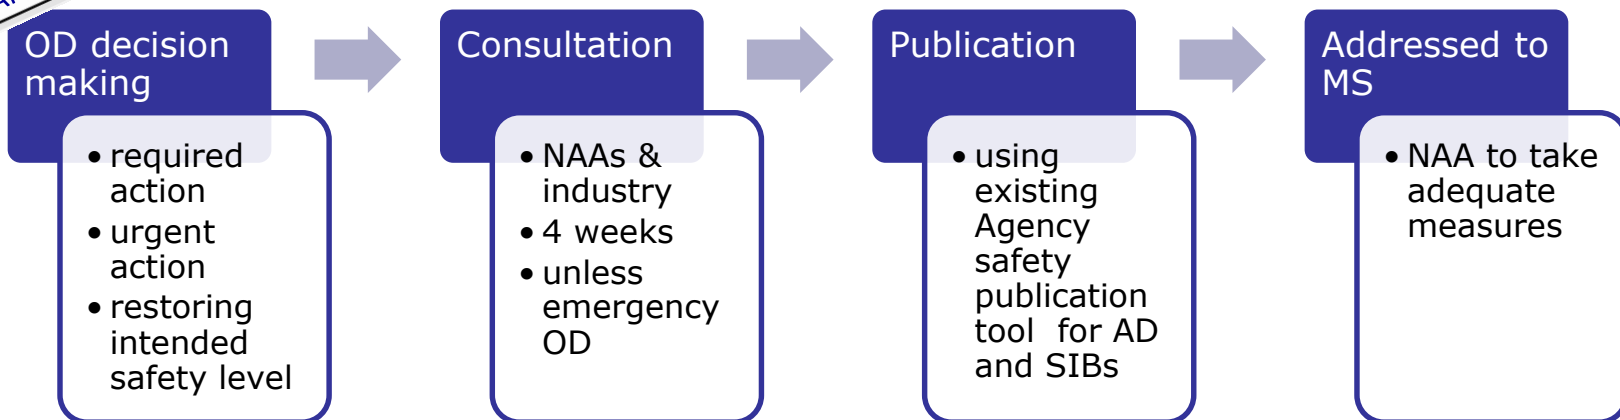 OD decision
making
• required
action
• urgent
action
• restoring
intended
safety level
Consultation
• NAAs &
industry
• 4 weeks
• unless
emergency
OD
Publication
• using
existing
Agency
safety
publication
tool for AD
and SIBs
Addressed to
MS
• NAA to take
adequate
measures